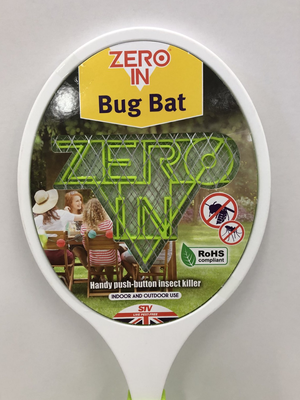 ZERO
IN
Bug Bat
ZERO
IN
RoHS
compliant
Handy push-button insect killer
INDOOR AND OUTDOOR USE
STV